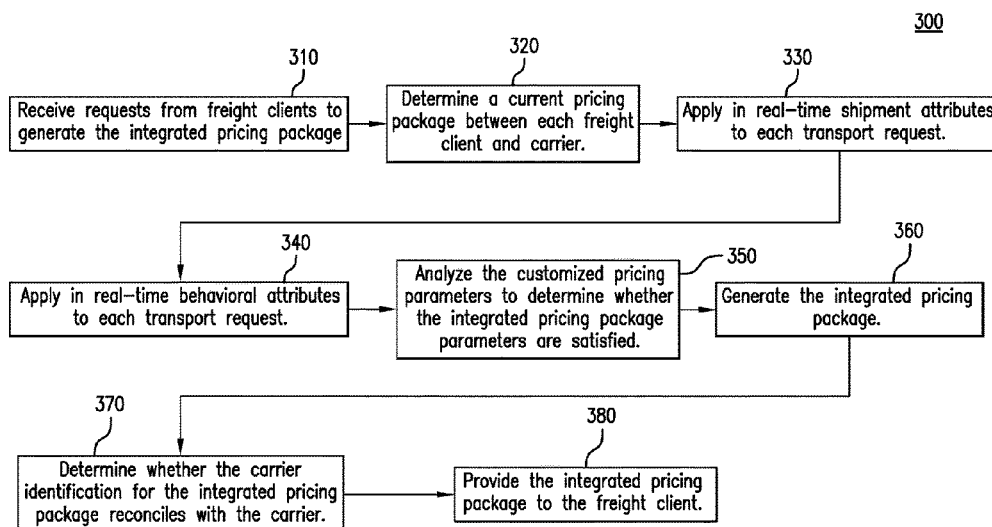 300
310
Receive requests from freight clients to
generate the integrated pricing package
320
Determine a current pricing
package between each freight
client and carrier.
330
Apply in real-time shipment attributes
to each transport request.
340
Apply in real-time behavioral attributes
to each transport request.
350
Analyze the customized pricing
parameters to determine whether
the integrated pricing package
parameters are satisfied.
360
Generate the integrated pricing
package.
370
Determine whether the carrier
identification for the integrated pricing
package reconciles with the carrier.
380
Provide the integrated pricing
package to the freight client.